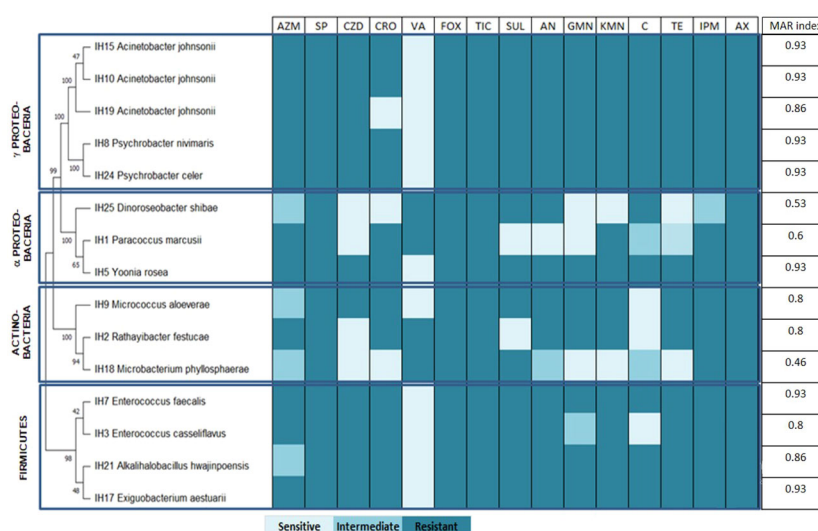 AZM SP CZD CRO VA FOX TIC SUL AN GMN KMN C TE IPM AX MAR index
γ PROTEO-
BACERIA
47
100
100
100
99
IH15 Acinetobacter johnsonii 0.93
IH10 Acinetobacter johnsonii 0.93
IH19 Acinetobacter johnsonii 0.86
IH8 Psychrobacter nivimaris 0.93
IH24 Psychrobacter celer 0.93
α PROTEO-
BACERIA
100
65
IH25 Dinoroseobacter shibae 0.53
IH1 Paracoccus marcusii 0.6
IH5 Yoonia rosea 0.93
ACTINO-
BACTERIA
100
94
IH9 Micrococcus aloeverae 0.8
IH2 Rathayibacter festucae 0.8
IH18 Microbacterium phyllosphaerae 0.46
FIRMICUTES
42
98
48
IH7 Enterococcus faecalis 0.93
IH3 Enterococcus casseliflavus 0.8
IH21 Alkalihalobacillus hwajinpoensis 0.86
IH17 Exiguobacterium aestuarii 0.93
Sensitive Intermediate Resistant